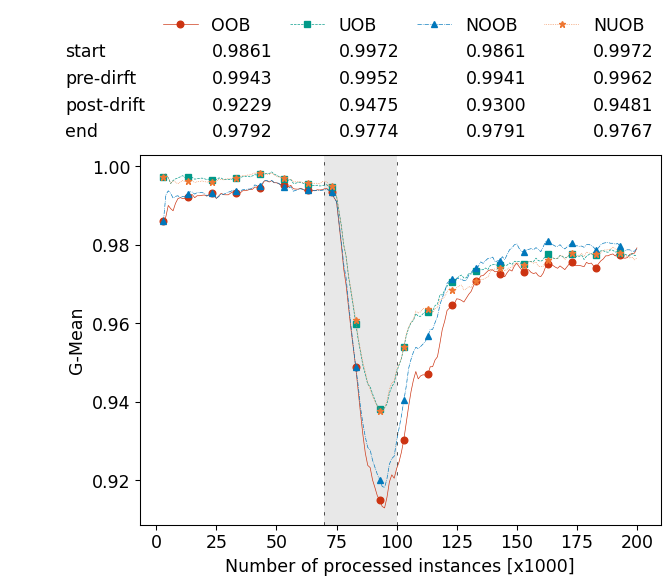 OOB UOB NOOB NUOB
start 0.9861 0.9972 0.9861 0.9972
pre-dirft 0.9943 0.9952 0.9941 0.9962
post-drift 0.9229 0.9475 0.9300 0.9481
end 0.9792 0.9774 0.9791 0.9767
1.00
0.98
0.96
0.94
0.92
G-Mean
0 25 50 75 100 125 150 175 200
Number of processed instances [x1000]